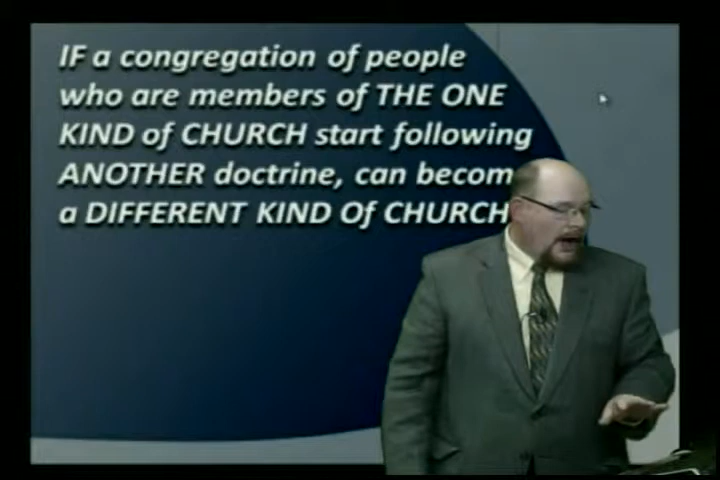 IF a congregation of people
who are members of THE ONE
KIND of CHURCH start following
ANOTHER doctrine, can becom
a DIFFERENT KIND Of CHURCH